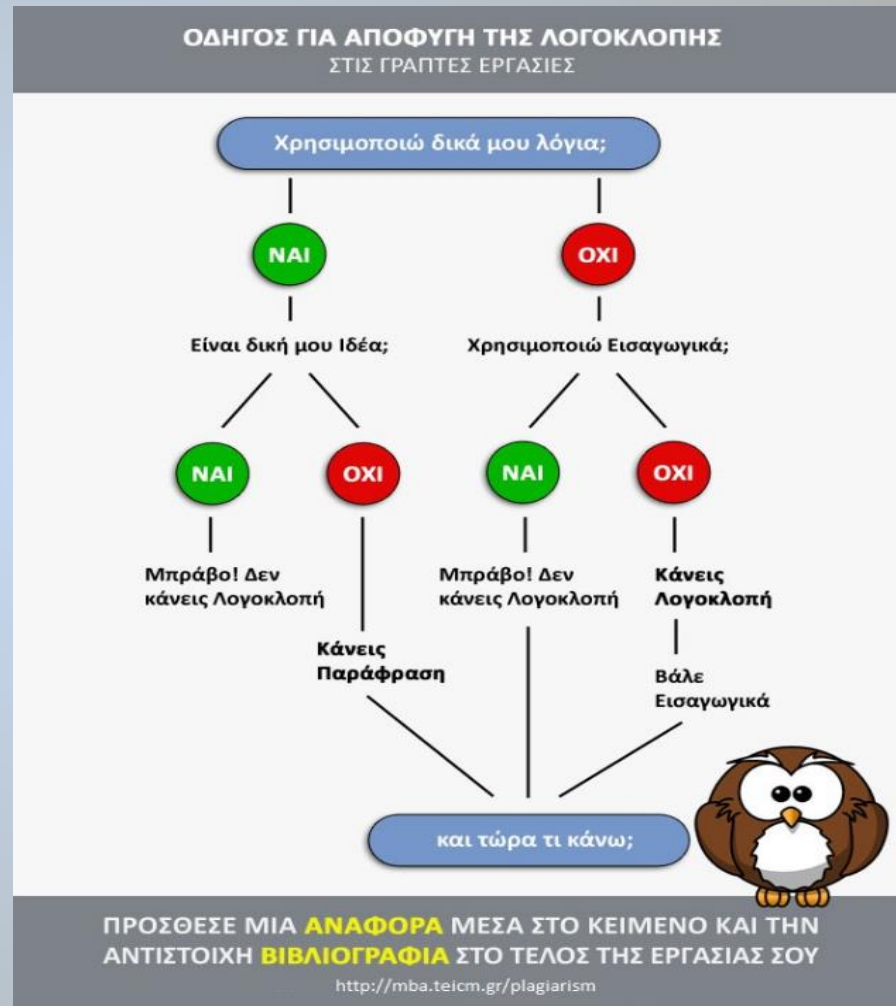 ΟΔΗΓΟΣ ΓΙΑ ΑΠΟΦΥΓΗ ΤΗΣ ΛΟΓΟΚΛΟΠΗΣ
ΣΤΙΣ ΓΡΑΠΤΕΣ ΕΡΓΑΣΙΕΣ
Χρησιμοποιώ δικά μου λόγια;
ΝΑΙ
ΟΧΙ
Είναι δική μου Ιδέα;
Χρησιμοποιώ Εισαγωγικά;
ΝΑΙ
ΟΧΙ
ΝΑΙ
ΟΧΙ
Μπράβο! Δεν
κάνεις Λογοκλοπή
Κάνεις
Παράφραση
Μπράβο! Δεν
κάνεις Λογοκλοπή
Κάνεις
Λογοκλοπή
Βάλε
Εισαγωγικά
και τώρα τι κάνω;
ΠΡΟΣΘΕΣΕ ΜΙΑ ΑΝΑΦΟΡΑ ΜΕΣΑ ΣΤΟ ΚΕΙΜΕΝΟ ΚΑΙ ΤΗΝ
ΑΝΤΙΣΤΟΙΧΗ ΒΙΒΛΙΟΓΡΑΦΙΑ ΣΤΟ ΤΕΛΟΣ ΤΗΣ ΕΡΓΑΣΙΑΣ ΣΟΥ
http://mba.teicm.gr/plagiarism